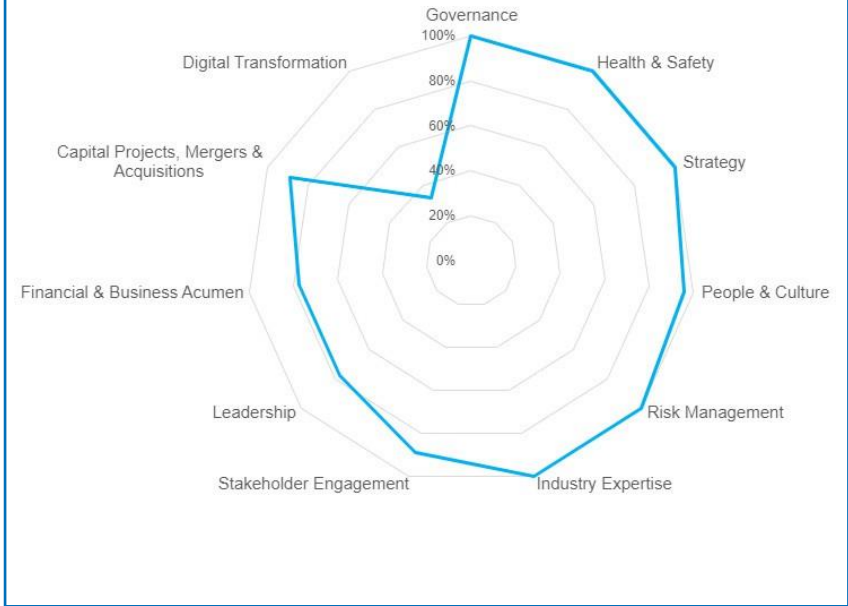 Governance
100%
Digital Transformation
Health & Safety
80%
60%
Capital Projects, Mergers &
Acquisitions
Strategy
40%
20%
0%
Financial & Business Acumen
People & Culture
Leadership
Risk Management
Stakeholder Engagement
Industry Expertise